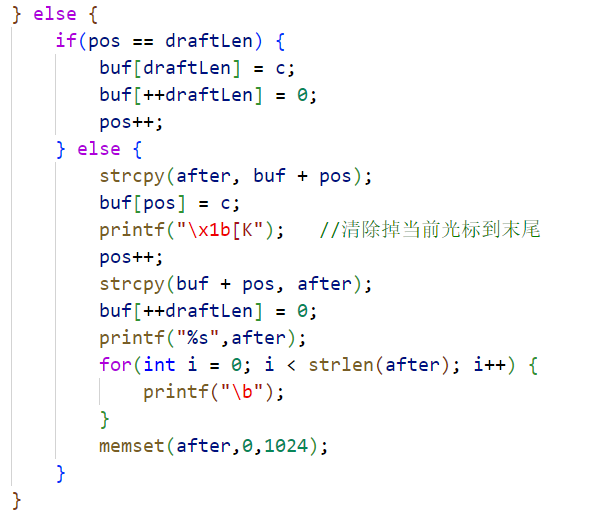 } else {
if(pos == draftLen) {
buf[draftLen] = c;
buf[++draftLen] = 0;
pos++;
} else {
strcpy(after, buf + pos);
buf[pos] = c;
printf("\x1b[K");   //清除掉当前光标到末尾
pos++;
strcpy(buf + pos, after);
buf[++draftLen] = 0;
printf("%s",after);
for(int i = 0; i < strlen(after); i++) {
printf("\b");
}
memset(after,0,1024);
}
}